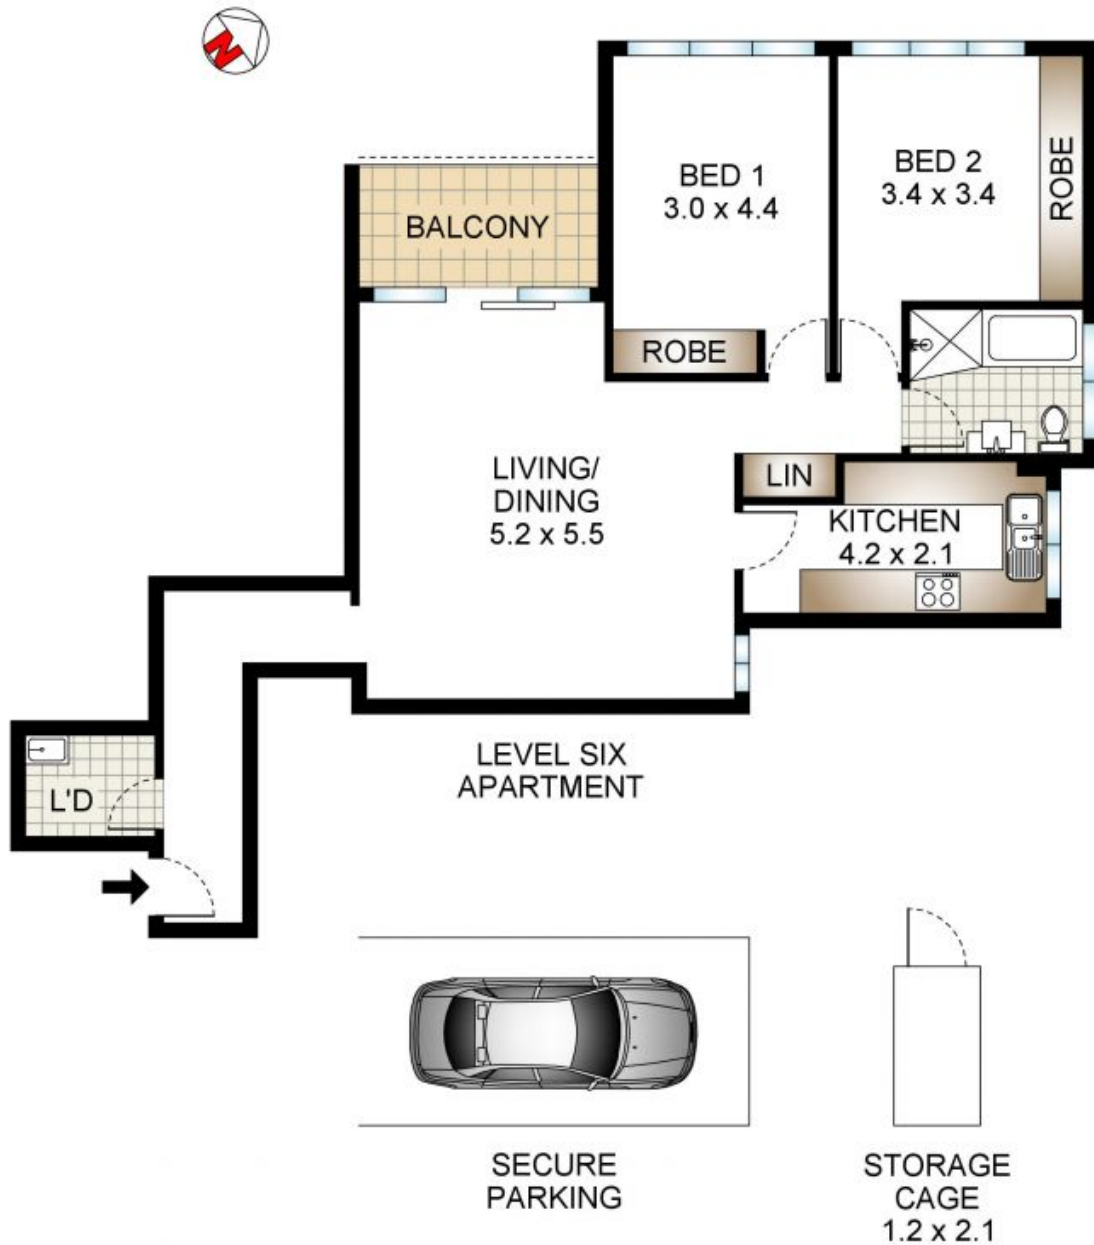 N
BED 1
3.0 x 4.4
BED 2
3.4 x 3.4
ROBE
BALCONY
ROBE
LIVING/
DINING
5.2 x 5.5
LIN
KITCHEN
4.2 x 2.1
LEVEL SIX
APARTMENT
L'D
SECURE
PARKING
STORAGE
CAGE
1.2 x 2.1